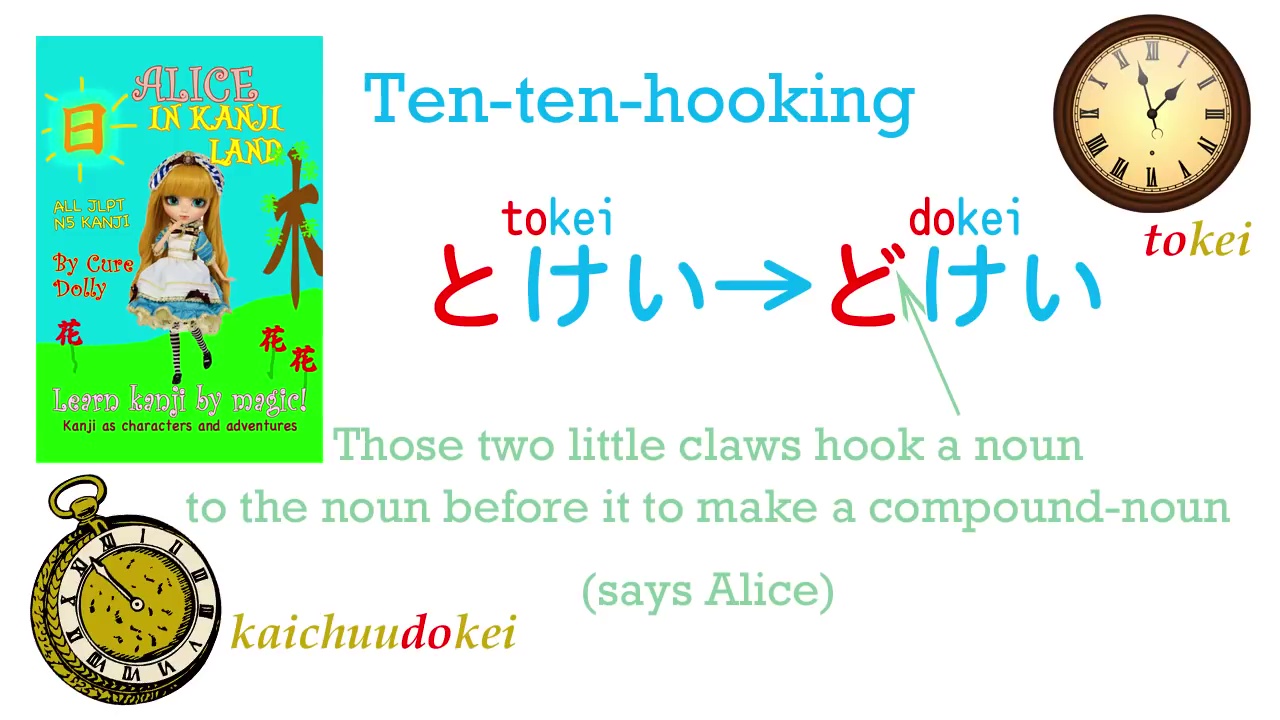 ALICE
IN KANJI
LAND
日
木
ALL JLPT
N5 KANJI
By Cure
Dolly
花
花
花
Learn kanji by magic!
Kanji as characters and adventures
Ten-ten-hooking
tokei
dokei
とけい→どけい
tokei
Those two little claws hook a noun
to the noun before it to make a compound-noun
(says Alice)
kaichuudokei